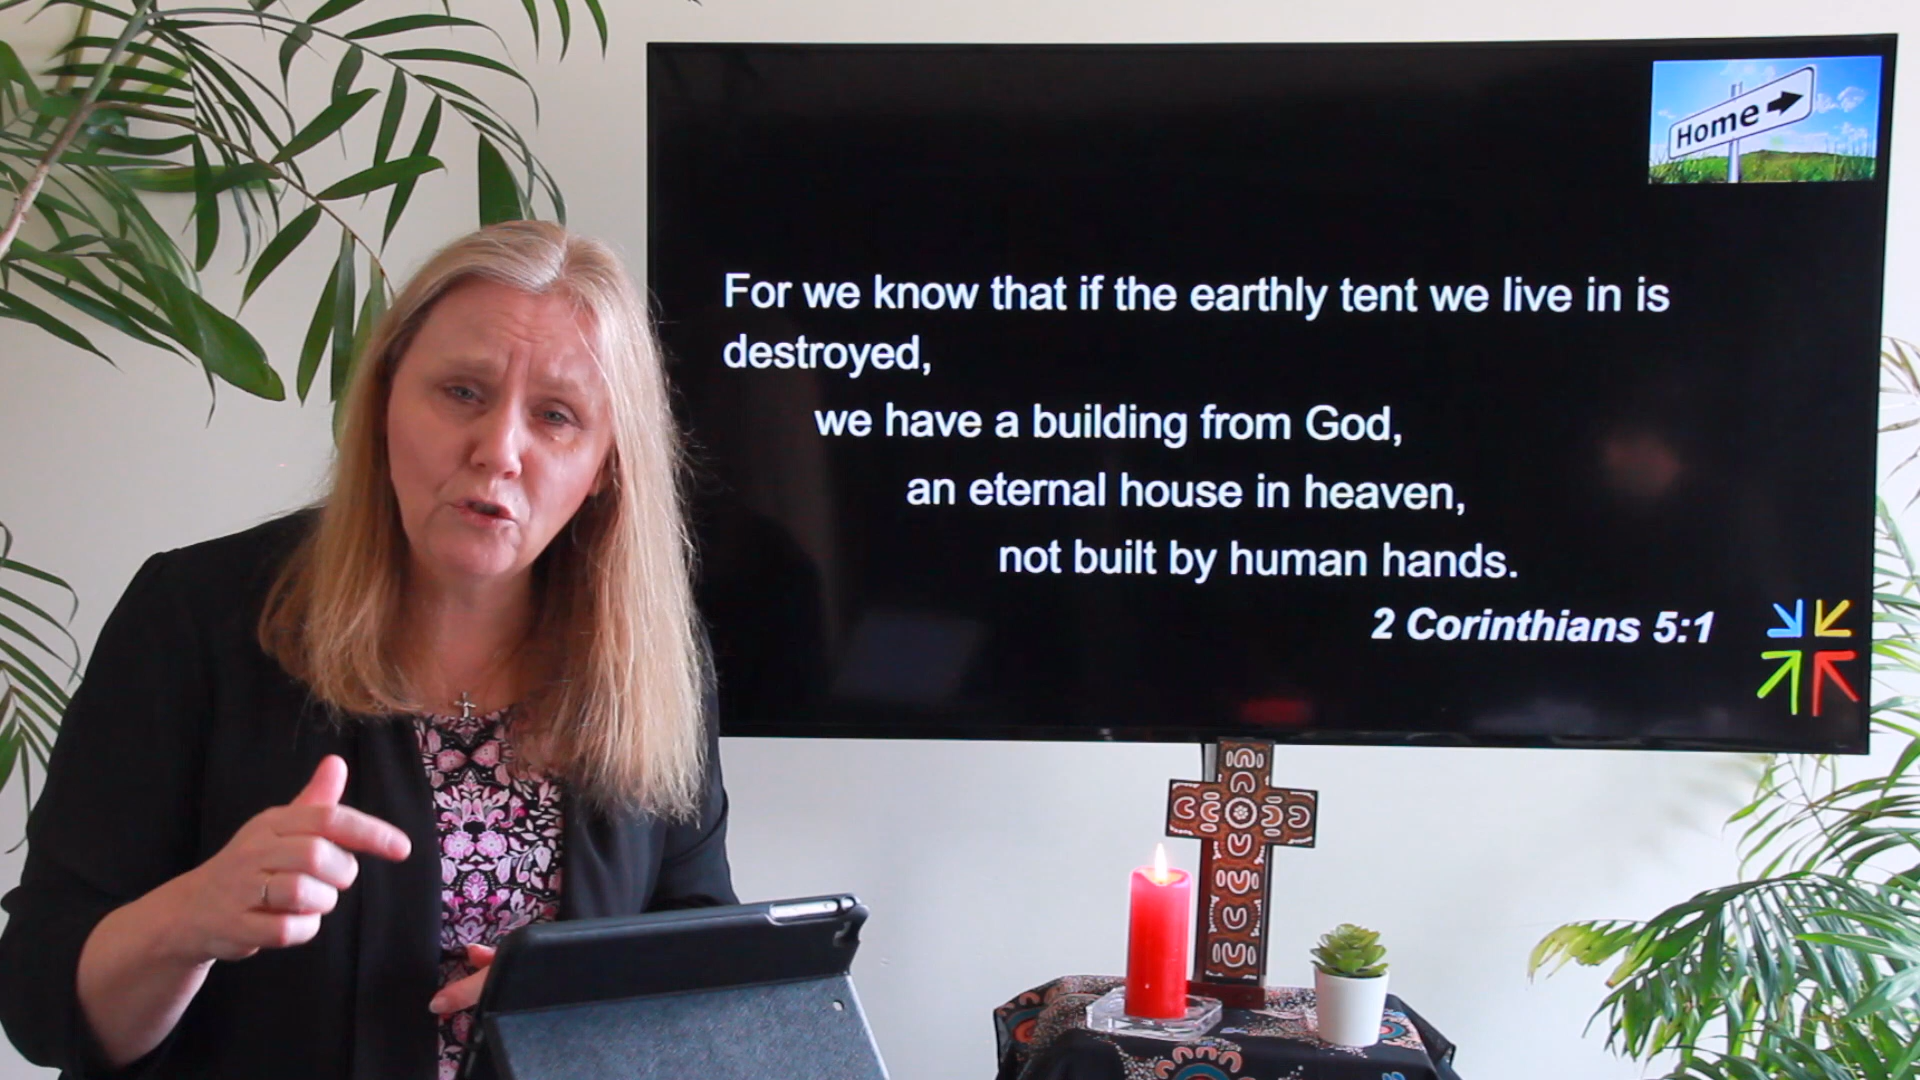 Home
For we know that if the earthly tent we live in is
destroyed,
we have a building from God,
an eternal house in heaven,
not built by human hands.
2 Corinthians 5:1